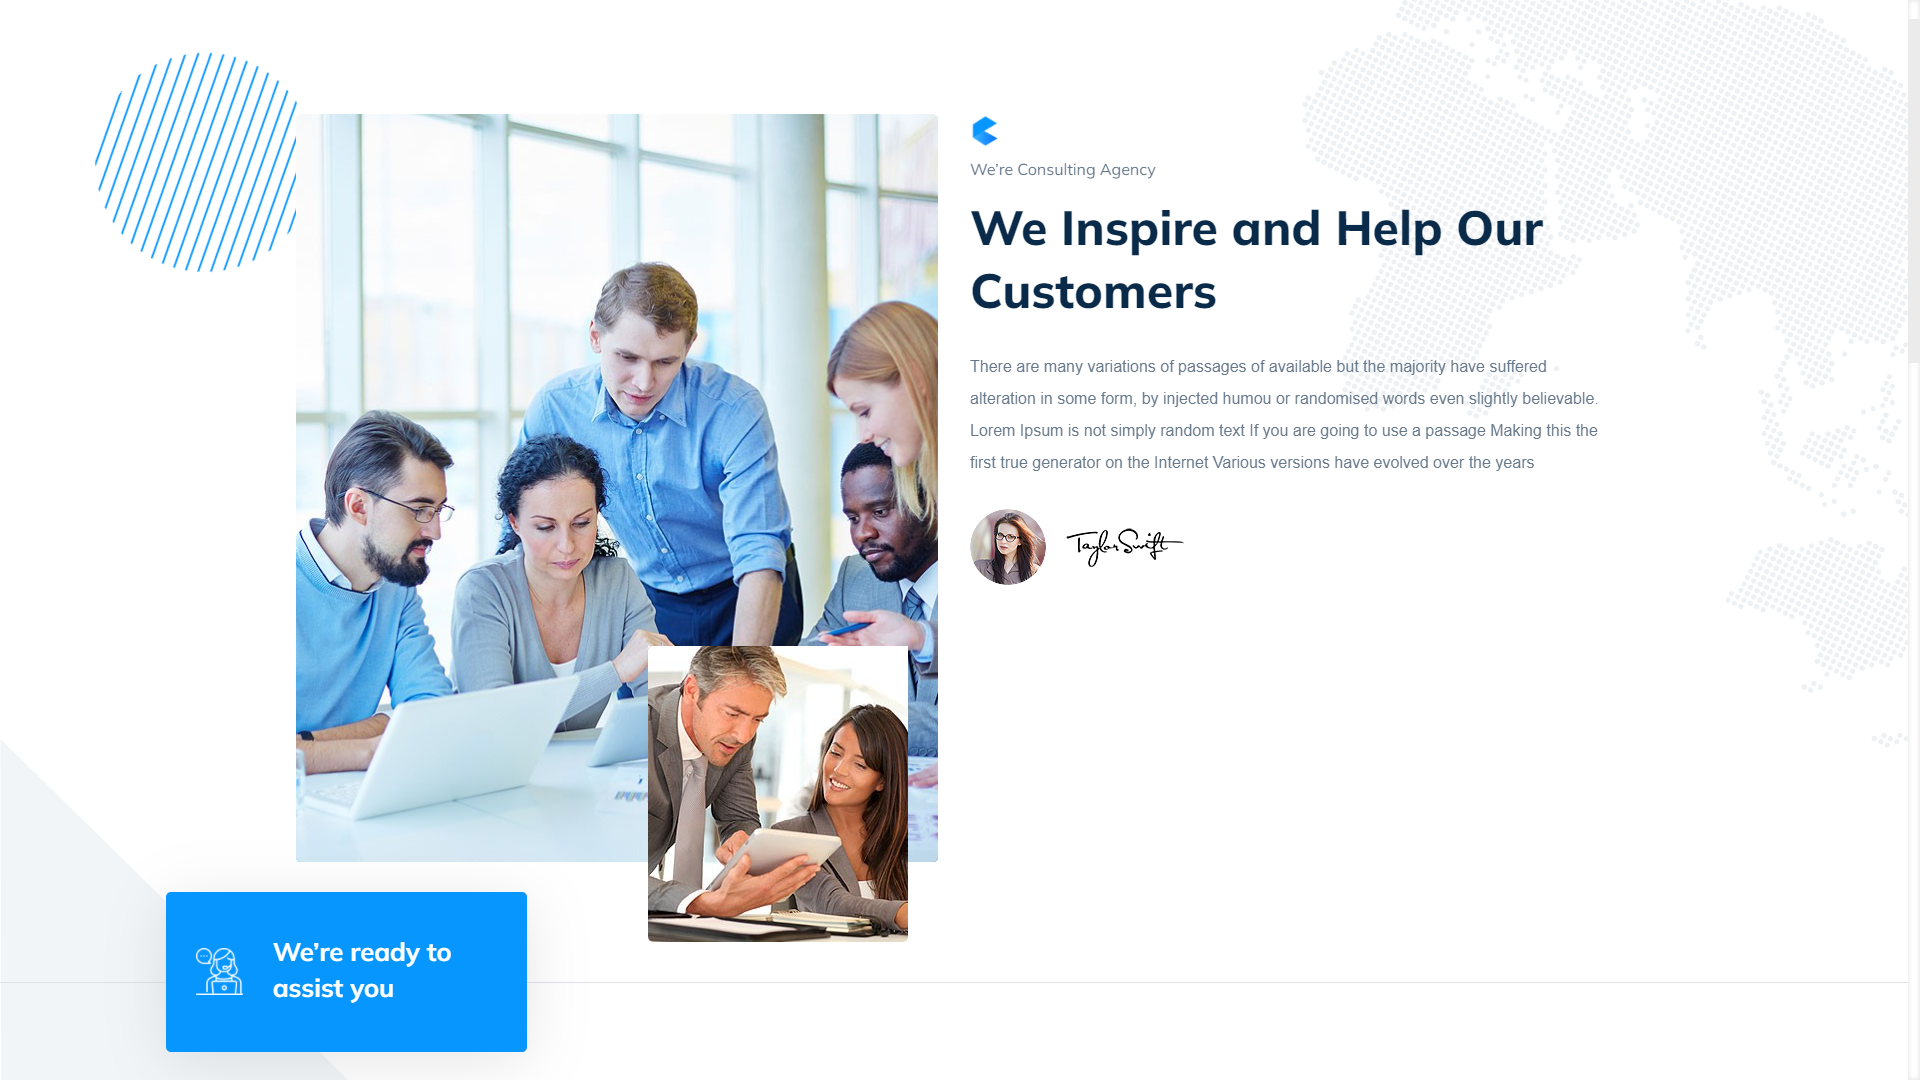 We're Consulting Agency
We Inspire and Help Our
Customers
There are many variations of passages of available but the majority have suffered
alteration in some form, by injected humou or randomised words even slightly believable.
Lorem Ipsum is not simply random text If you are going to use a passage Making this the
first true generator on the Internet Various versions have evolved over the years
Taylor Swift
We’re ready to
assist you